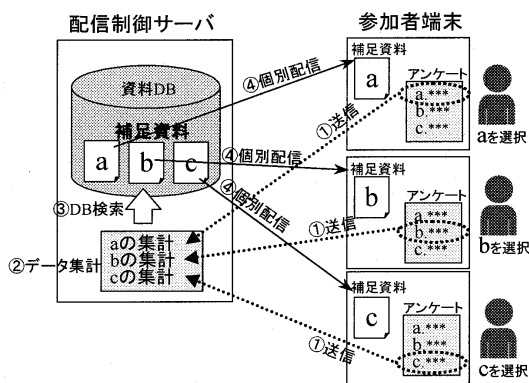 配信制御サーバ
資料DB
補足資料
a b c
③DB検索
②データ集計
aの集計
bの集計
cの集計
④個別配信
④個別配信
④個別配信
①送信
①送信
①送信
参加者端末
補足資料
a
アンケート
a.***
b.***
c.***
aを選択
補足資料
b
アンケート
a.***
b.***
c.***
bを選択
補足資料
c
アンケート
a.***
b.***
c.***
cを選択